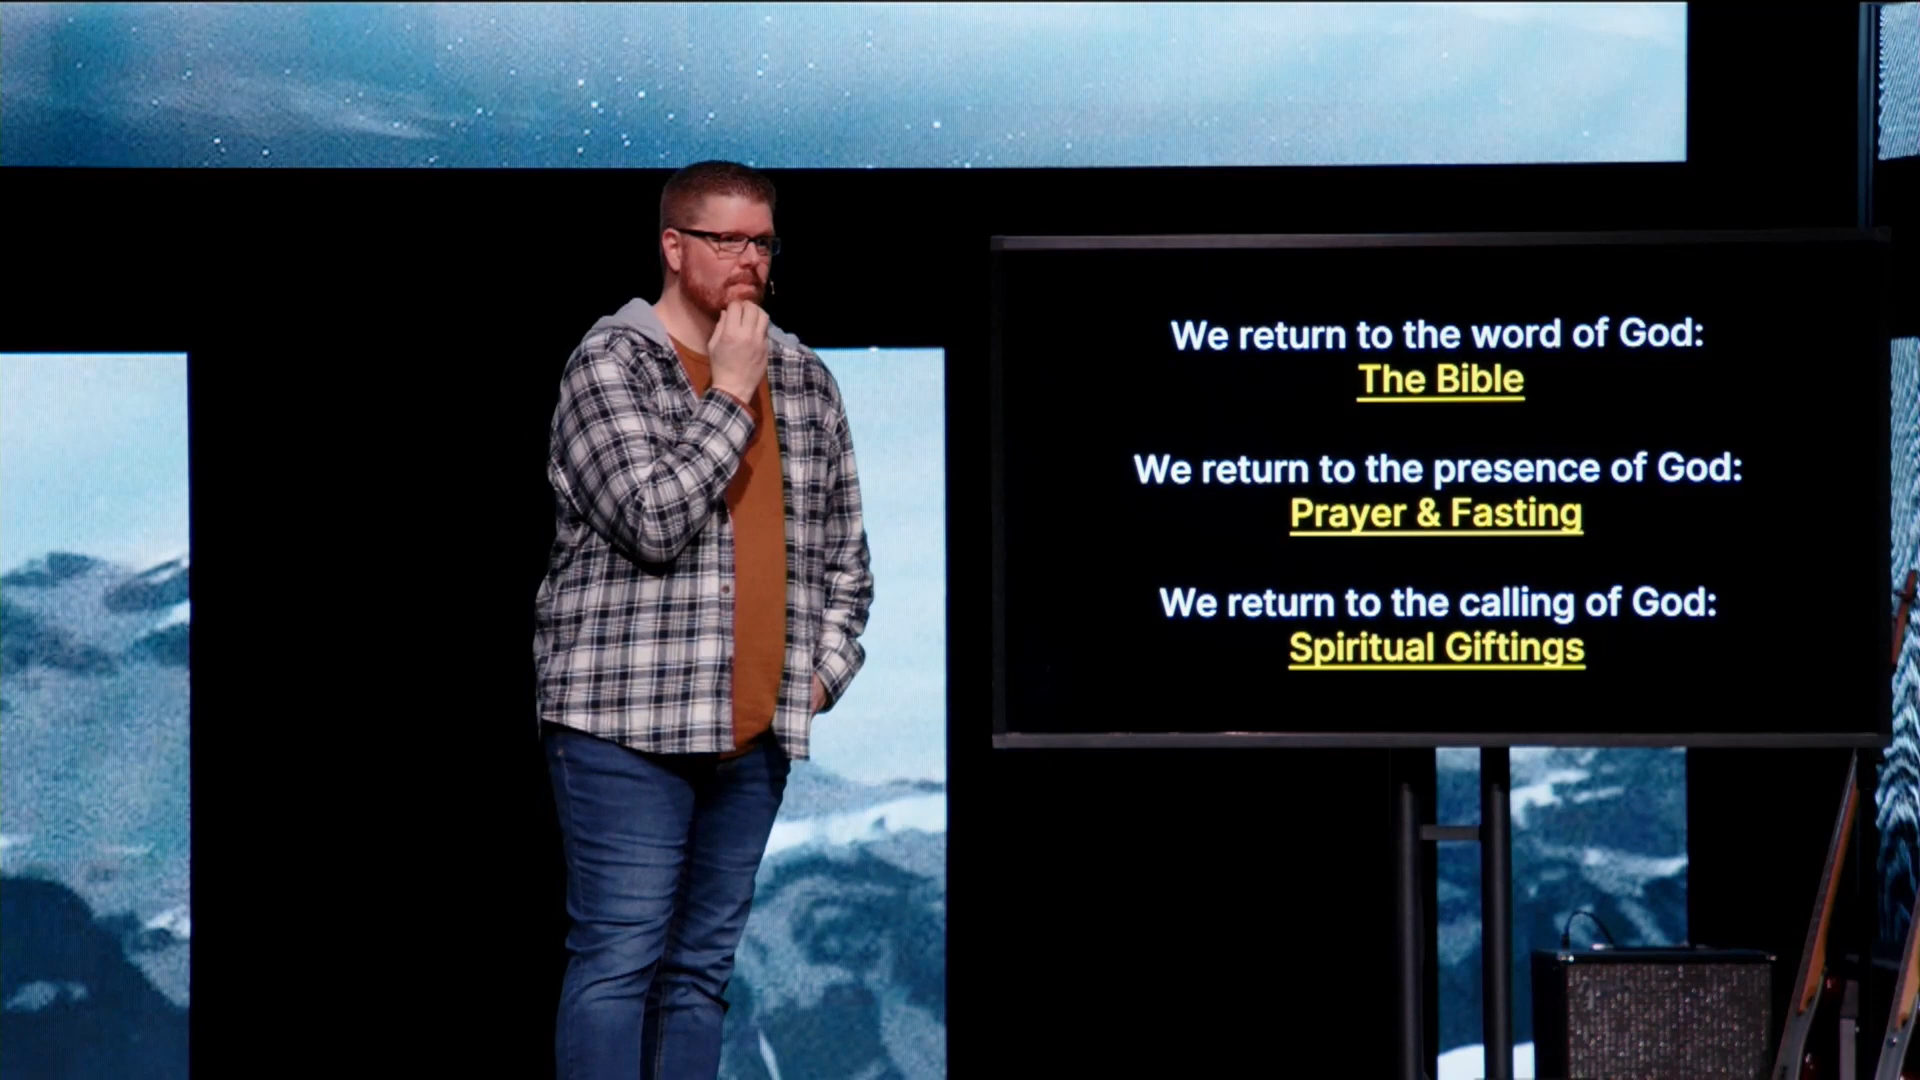 We return to the word of God:
The Bible
We return to the presence of God:
Prayer & Fasting
We return to the calling of God:
Spiritual Giftings